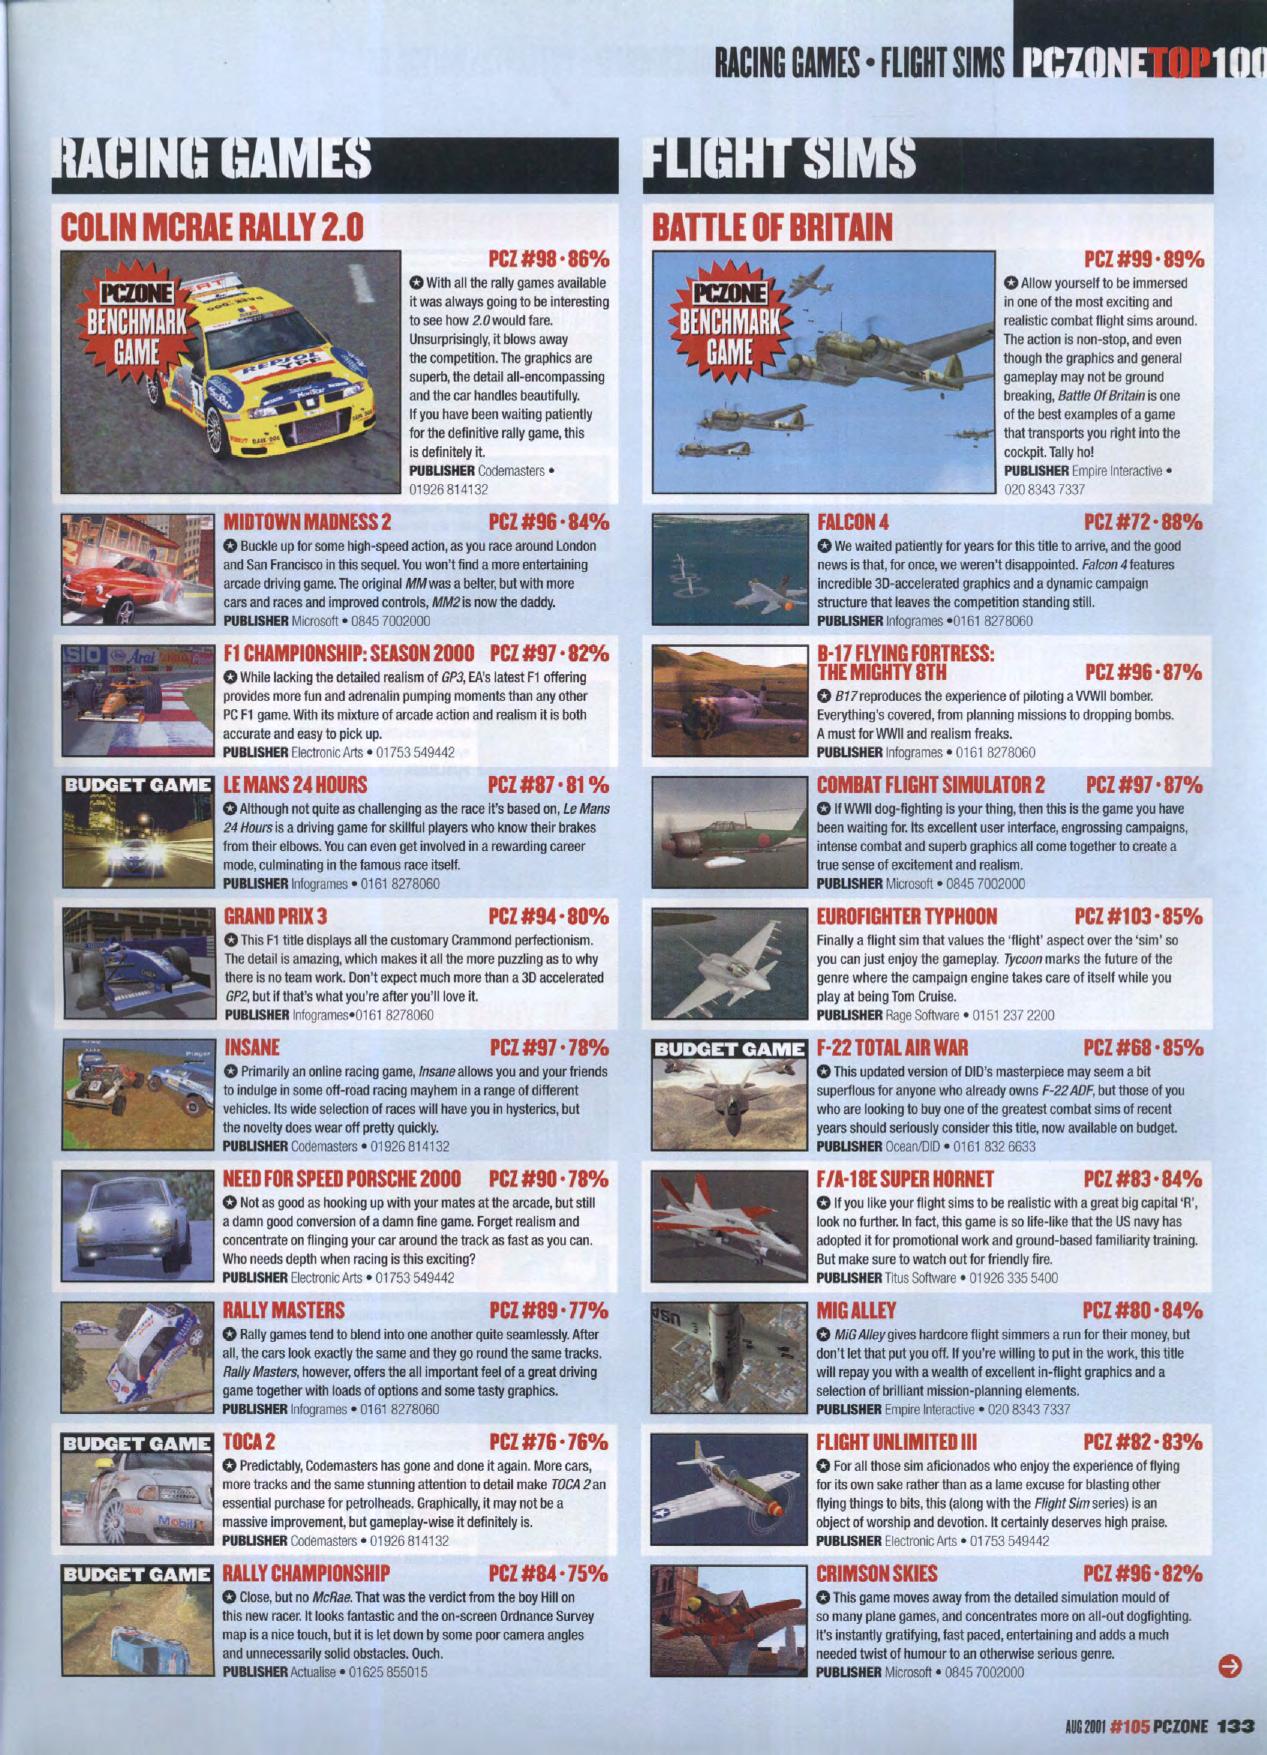 RACING GAMES • FLIGHT SIMS PCZONETOP100
RACING GAMES
COLIN MCRAE RALLY 2.0
PCZONE
BENCHMARK
GAME
PCZ #98 • 86%
With all the rally games available
it was always going to be interesting
to see how 2.0 would fare.
Unsurprisingly, it blows away
the competition. The graphics are
superb, the detail all-encompassing
and the car handles beautifully.
If you have been waiting patiently
for the definitive rally game, this
is definitely it.
PUBLISHER Codemasters •
01926 814132
MIDTOWN MADNESS 2 PCZ #96 • 84%
Buckle up for some high-speed action, as you race around London
and San Francisco in this sequel. You won't find a more entertaining
arcade driving game. The original MM was a belter, but with more
cars and races and improved controls, MM2 is now the daddy.
PUBLISHER Microsoft • 0845 7002000
F1 CHAMPIONSHIP: SEASON 2000 PCZ #97 • 82%
While lacking the detailed realism of GP3, EA's latest F1 offering
provides more fun and adrenalin pumping moments than any other
PC F1 game. With its mixture of arcade action and realism it is both
accurate and easy to pick up.
PUBLISHER Electronic Arts • 01753 549442
BUDGET GAME
LE MANS 24 HOURS PCZ #87 • 81 %
Although not quite as challenging as the race it's based on, Le Mans
24 Hours is a driving game for skillful players who know their brakes
from their elbows. You can even get involved in a rewarding career
mode, culminating in the famous race itself.
PUBLISHER Infogrames • 0161 8278060
GRAND PRIX 3 PCZ #94 • 80%
This F1 title displays all the customary Crammond perfectionism.
The detail is amazing, which makes it all the more puzzling as to why
there is no team work. Don't expect much more than a 3D accelerated
GP2, but if that's what you're after you'll love it.
PUBLISHER Infogrames•0161 8278060
INSANE PCZ #97 • 78%
Primarily an online racing game, Insane allows you and your friends
to indulge in some off-road racing mayhem in a range of different
vehicles. Its wide selection of races will have you in hysterics, but
the novelty does wear off pretty quickly.
PUBLISHER Codemasters • 01926 814132
NEED FOR SPEED PORSCHE 2000 PCZ #90 • 78%
Not as good as hooking up with your mates at the arcade, but still
a damn good conversion of a damn fine game. Forget realism and
concentrate on flinging your car around the track as fast as you can.
Who needs depth when racing is this exciting?
PUBLISHER Electronic Arts • 01753 549442
RALLY MASTERS PCZ #89 • 77%
Rally games tend to blend into one another quite seamlessly. After
all, the cars look exactly the same and they go round the same tracks.
Rally Masters, however, offers the all important feel of a great driving
game together with loads of options and some tasty graphics.
PUBLISHER Infogrames • 0161 8278060
BUDGET GAME
TOCA 2 PCZ #76 • 76%
Predictably, Codemasters has gone and done it again. More cars,
more tracks and the same stunning attention to detail make TOCA 2 an
essential purchase for petrolheads. Graphically, it may not be a
massive improvement, but gameplay-wise it definitely is.
PUBLISHER Codemasters • 01926 814132
BUDGET GAME
RALLY CHAMPIONSHIP PCZ #84 • 75%
Close, but no McRae. That was the verdict from the boy Hill on
this new racer. It looks fantastic and the on-screen Ordnance Survey
map is a nice touch, but it is let down by some poor camera angles
and unnecessarily solid obstacles. Ouch.
PUBLISHER Actualise • 01625 855015
FLIGHT SIMS
BATTLE OF BRITAIN
PCZONE
BENCHMARK
GAME
PCZ #99 • 89%
Allow yourself to be immersed
in one of the most exciting and
realistic combat flight sims around.
The action is non-stop, and even
though the graphics and general
gameplay may not be ground
breaking, Battle Of Britain is one
of the best examples of a game
that transports you right into the
cockpit. Tally ho!
PUBLISHER Empire Interactive •
020 8343 7337
FALCON 4 PCZ #72 • 88%
We waited patiently for years for this title to arrive, and the good
news is that, for once, we weren't disappointed. Falcon 4 features
incredible 3D-accelerated graphics and a dynamic campaign
structure that leaves the competition standing still.
PUBLISHER Infogrames •0161 8278060
B-17 FLYING FORTRESS:
THE MIGHTY 8TH PCZ #96 • 87%
B17 reproduces the experience of piloting a WWII bomber.
Everything's covered, from planning missions to dropping bombs.
A must for WWII and realism freaks.
PUBLISHER Infogrames • 0161 8278060
COMBAT FLIGHT SIMULATOR 2 PCZ #97 • 87%
If WWII dog-fighting is your thing, then this is the game you have
been waiting for. Its excellent user interface, engrossing campaigns,
intense combat and superb graphics all come together to create a
true sense of excitement and realism.
PUBLISHER Microsoft • 0845 7002000
EUROFIGHTER TYPHOON PCZ #103 • 85%
Finally a flight sim that values the 'flight' aspect over the 'sim' so
you can just enjoy the gameplay. Tycoon marks the future of the
genre where the campaign engine takes care of itself while you
play at being Tom Cruise.
PUBLISHER Rage Software • 0151 237 2200
BUDGET GAME
F-22 TOTAL AIR WAR PCZ #68 • 85%
This updated version of DID's masterpiece may seem a bit
superflous for anyone who already owns F-22 ADF, but those of you
who are looking to buy one of the greatest combat sims of recent
years should seriously consider this title, now available on budget.
PUBLISHER Ocean/DID • 0161 832 6633
F/A-18E SUPER HORNET PCZ #83 • 84%
If you like your flight sims to be realistic with a great big capital 'R',
look no further. In fact, this game is so life-like that the US navy has
adopted it for promotional work and ground-based familiarity training.
But make sure to watch out for friendly fire.
PUBLISHER Titus Software • 01926 335 5400
MIG ALLEY PCZ #80 • 84%
MiG Alley gives hardcore flight simmers a run for their money, but
don't let that put you off. If you're willing to put in the work, this title
will repay you with a wealth of excellent in-flight graphics and a
selection of brilliant mission-planning elements.
PUBLISHER Empire Interactive • 020 8343 7337
FLIGHT UNLIMITED III PCZ #82 • 83%
For all those sim aficionados who enjoy the experience of flying
for its own sake rather than as a lame excuse for blasting other
flying things to bits, this (along with the Flight Sim series) is an
object of worship and devotion. It certainly deserves high praise.
PUBLISHER Electronic Arts • 01753 549442
CRIMSON SKIES PCZ #96 • 82%
This game moves away from the detailed simulation mould of
so many plane games, and concentrates more on all-out dogfighting.
It's instantly gratifying, fast paced, entertaining and adds a much
needed twist of humour to an otherwise serious genre.
PUBLISHER Microsoft • 0845 7002000
AUG 2001 #105 PCZONE 133